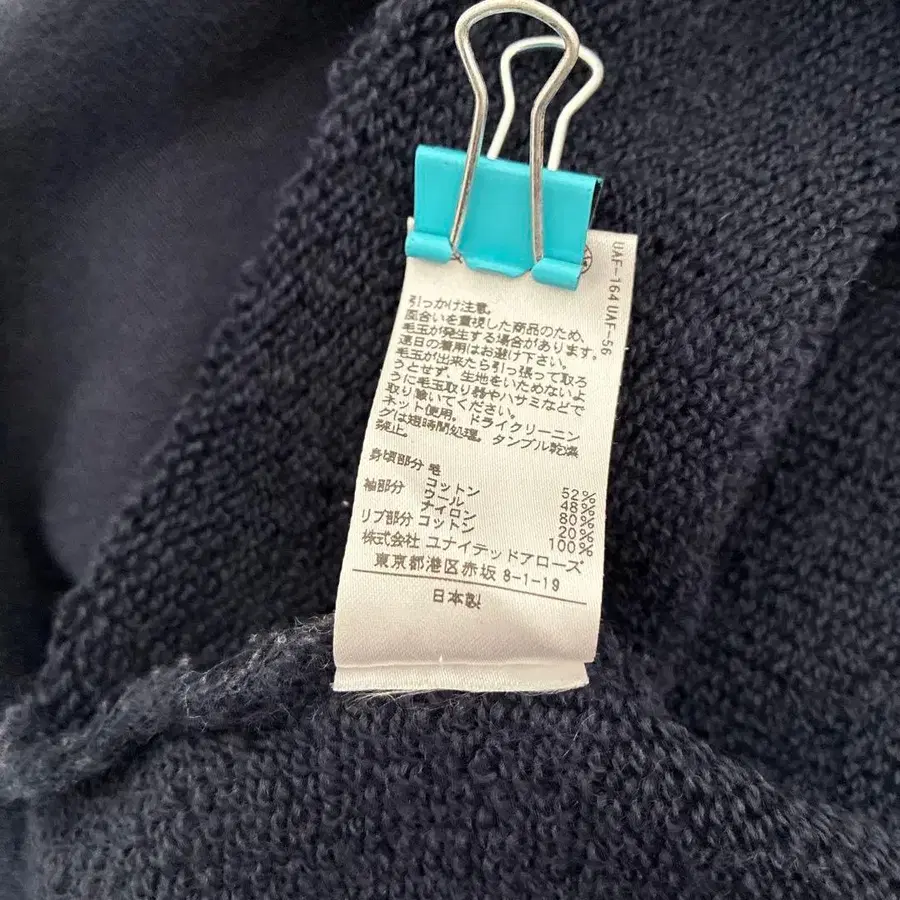 UAF-164 UAF-56
引っかけ注意。
風合いを重視した商品のため、
毛玉が発生する場合があります。
連日の着用はお避け下さい。
毛玉が出来たら引っ張って取ろ
うとせず、生地をいためないよ
うに毛玉取り器やハサミなどで
取り除いてください。
ネット使用。ドライクリーニン
グは短時間処理。タンブル乾燥
禁止。
身頃部分 毛
コットン 52%
袖部分 ウール 48%
ナイロン 80%
リブ部分 コットン 20%
100%
株式会社 ユナイテッドアローズ
東京都港区赤坂 8-1-19
日本製